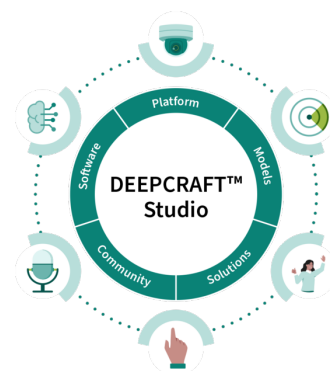 Platform
Software
Models
DEEPCRAFT™
Studio
Community
Solutions